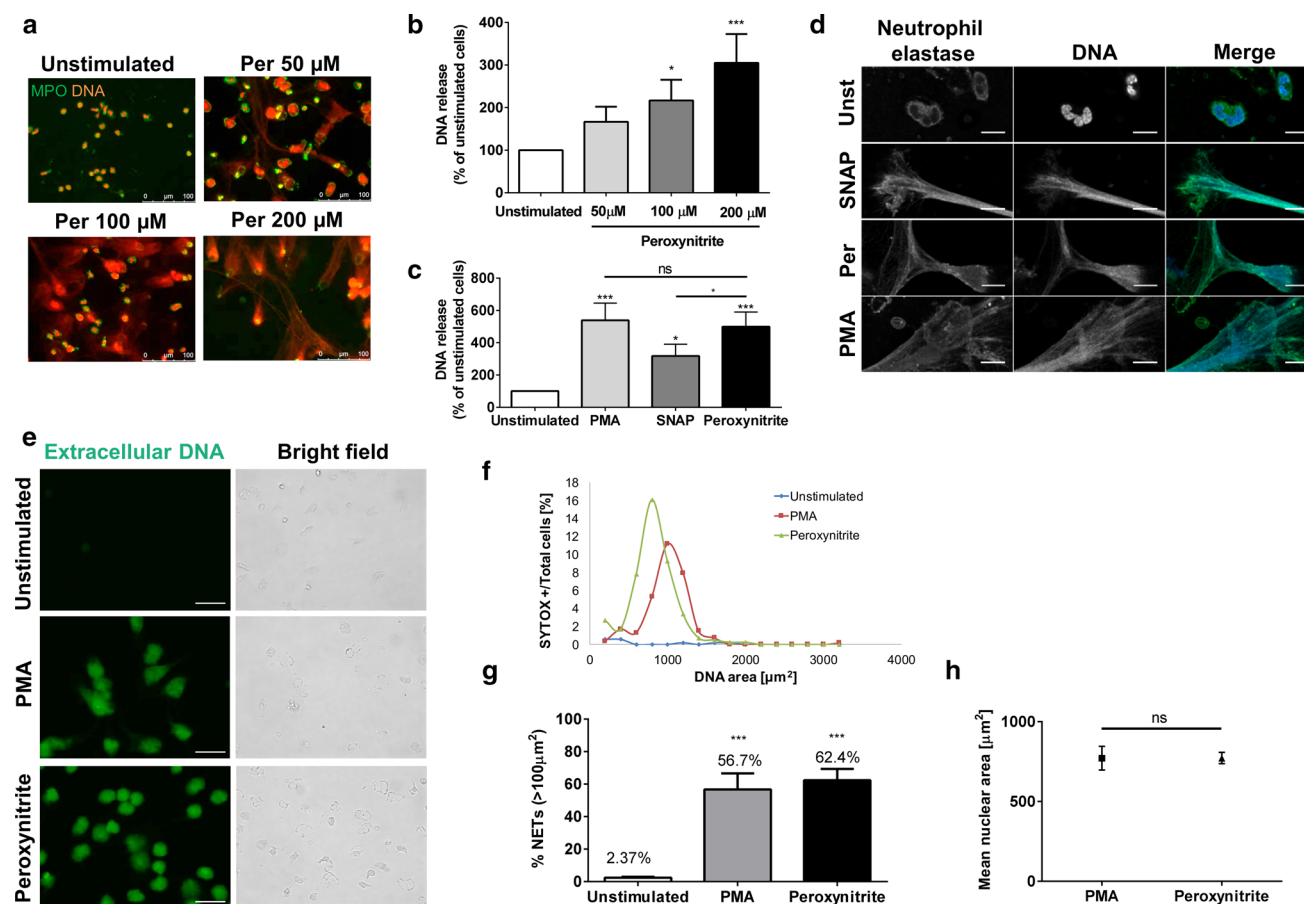 a
Unstimulated
Per 50 µM
MPO DNA
0 µm 100
0 µm 100
Per 100 µM
Per 200 µM
0 µm 100
0 µm 100
b
DNA release
(% of unstimulated cells)
400
300
200
100
0
*
***
Unstimulated
50µM
100 µM
200 µM
Peroxynitrite
c
DNA release
(% of unstimulated cells)
800
600
400
200
0
ns
*
***
*
***
Unstimulated
PMA
SNAP
Peroxynitrite
d
Neutrophil
elastase
DNA
Merge
Unst
SNAP
Per
PMA
e
Extracellular DNA
Bright field
Unstimulated
PMA
Peroxynitrite
f
SYTOX +/Total cells [%]
18
16
14
12
10
8
6
4
2
0
0
1000
2000
3000
4000
DNA area [µm²]
Unstimulated
PMA
Peroxynitrite
g
% NETs (>100µm²)
100
80
60
40
20
0
2.37%
***
56.7%
***
62.4%
Unstimulated
PMA
Peroxynitrite
h
Mean nuclear area [µm²]
1000
500
0
ns
PMA
Peroxynitrite